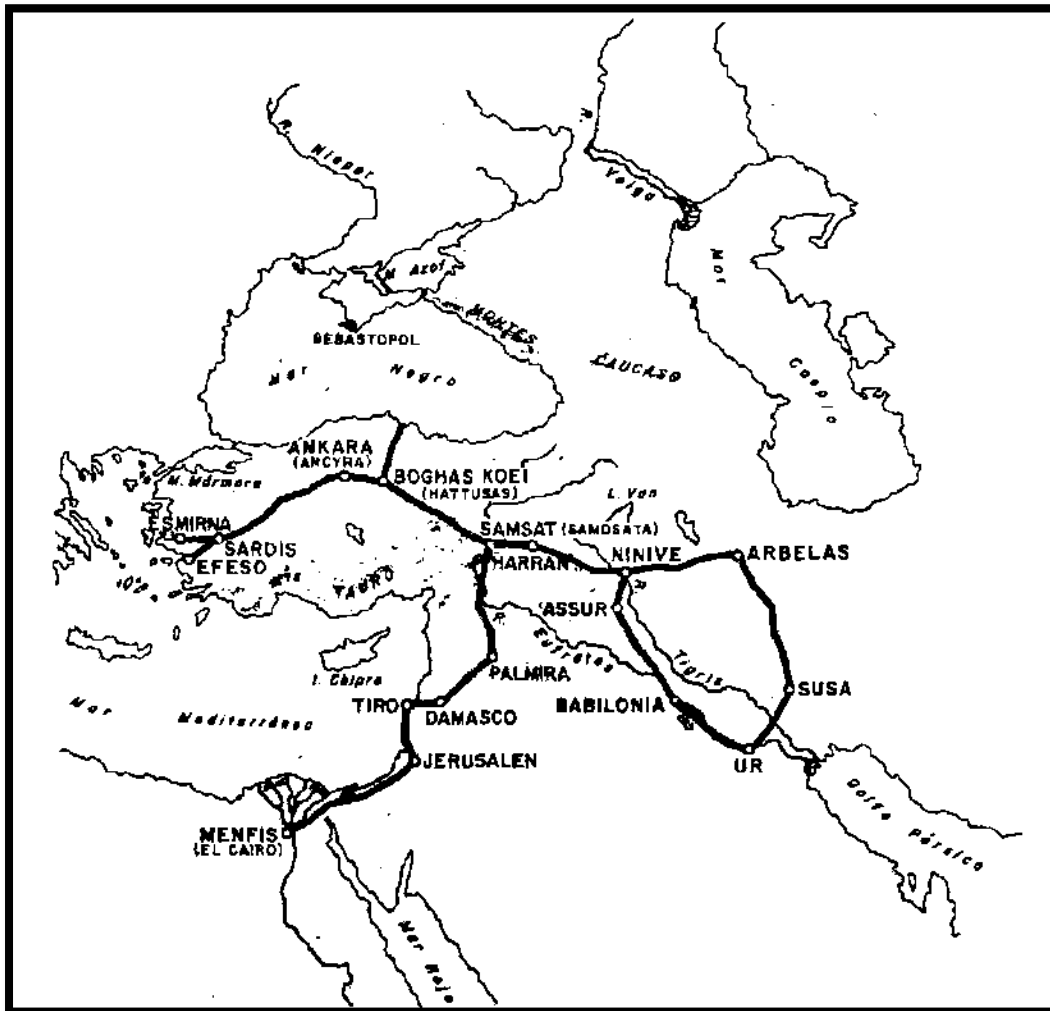 R. Nieper
R. Volga
M. Azof
MONTES
SEBASTOPOL
CAUCASO
Mar Negro
Mar Caspio
ANKARA
(ANCYRA)
BOGHAS KOEI
(HATTUSAS)
M. Mármara
L. Van
ESMIRNA
SAMSAT (SAMOSATA)
SARDIS
NINIVE
ARBELAS
EFESO
HARRAN
Mts
TAURO
R.
ASSUR
R.
Eufrates
Tigris
PALMIRA
I. Chipre
SUSA
TIRO
DAMASCO
BABILONIA
Mar Mediterráneo
JERUSALEN
UR
Golfo Pérsico
MENFIS
(EL CAIRO)
Mar Rojo